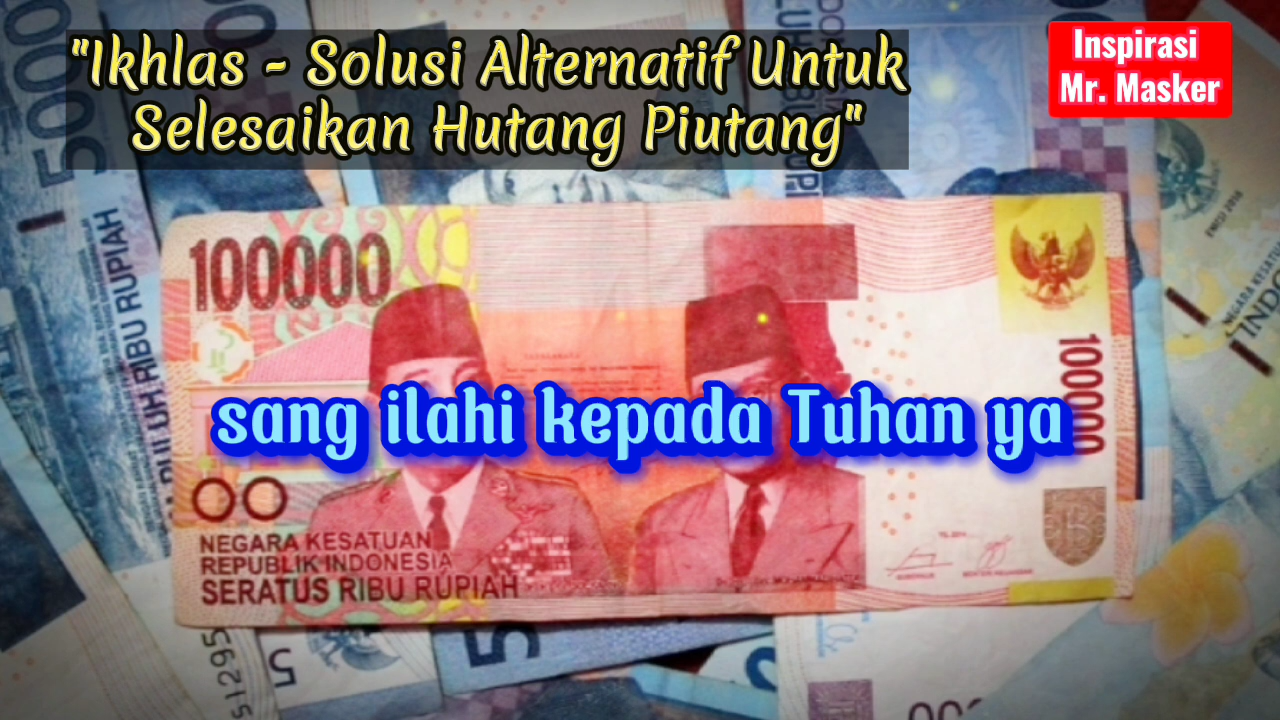 "Ikhlas - Solusi Alternatif Untuk
Selesaikan Hutang Piutang"
Inspirasi
Mr. Masker
100000
sang ilahi kepada Tuhan ya
100000
NEGARA KESATUAN
REPUBLIK INDONESIA
SERATUS RIBU RUPIAH